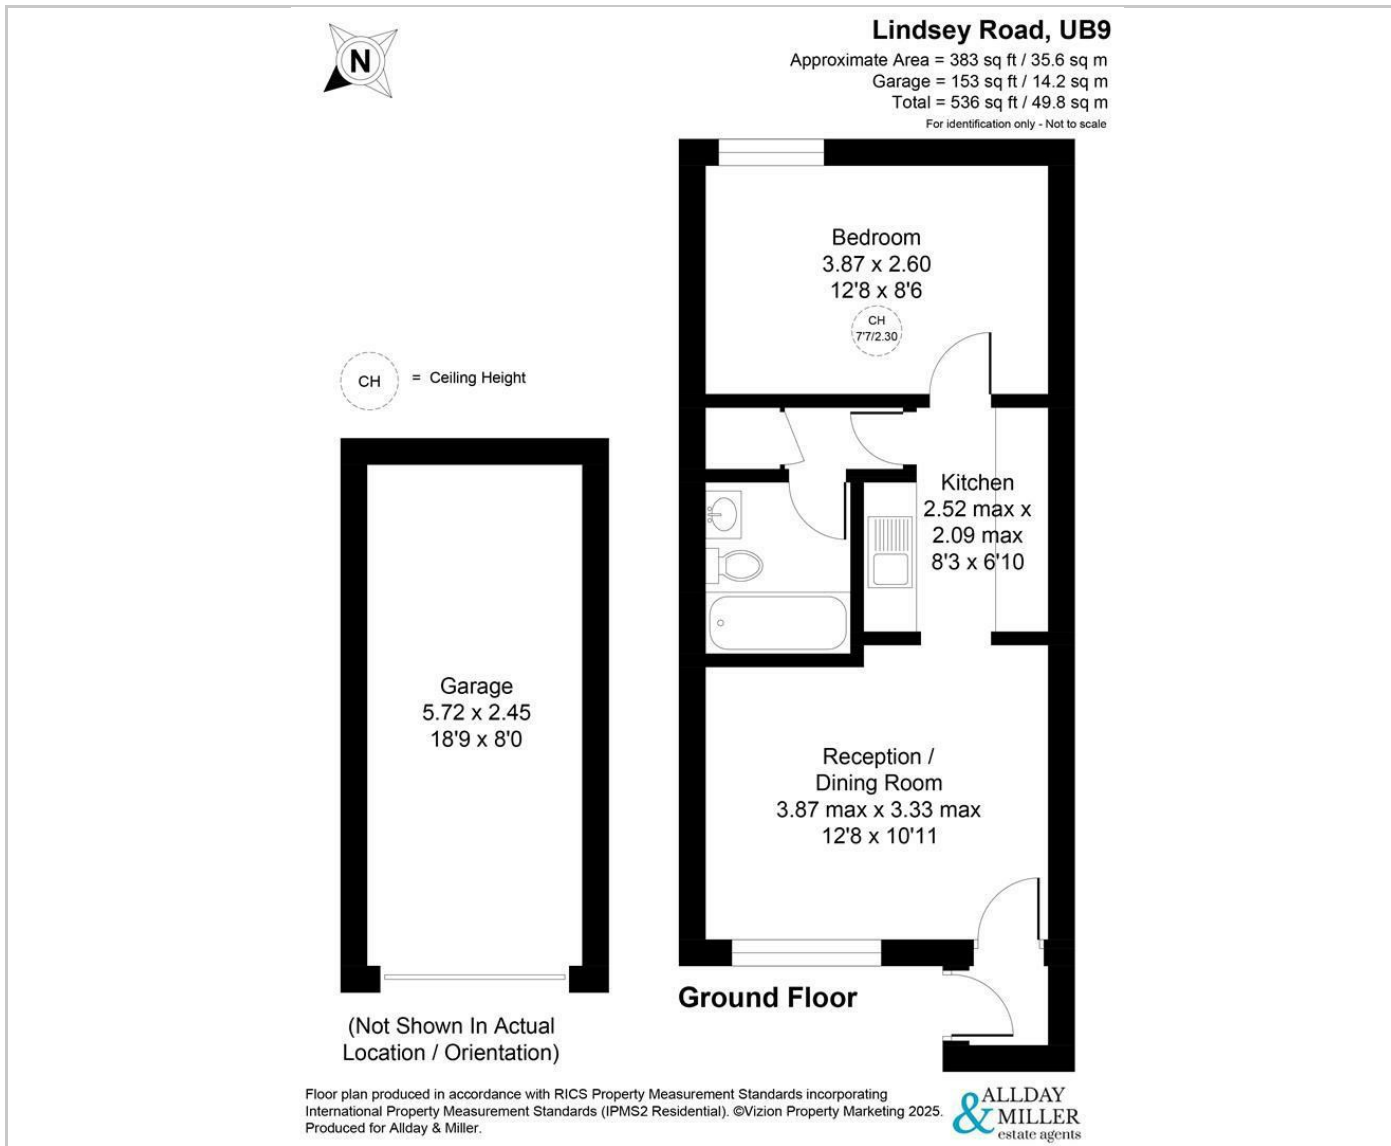 N
Lindsey Road, UB9
Approximate Area = 383 sq ft / 35.6 sq m
Garage = 153 sq ft / 14.2 sq m
Total = 536 sq ft / 49.8 sq m
For identification only - Not to scale
Bedroom
3.87 x 2.60
12'8 x 8'6
CH
7'7/2.30
CH = Ceiling Height
Kitchen
2.52 max x
2.09 max
8'3 x 6'10
Garage
5.72 x 2.45
18'9 x 8'0
Reception /
Dining Room
3.87 max x 3.33 max
12'8 x 10'11
Ground Floor
(Not Shown In Actual
Location / Orientation)
Floor plan produced in accordance with RICS Property Measurement Standards incorporating
International Property Measurement Standards (IPMS2 Residential). ©Vizion Property Marketing 2025.
Produced for Allday & Miller.
ALLDAY
& MILLER
estate agents